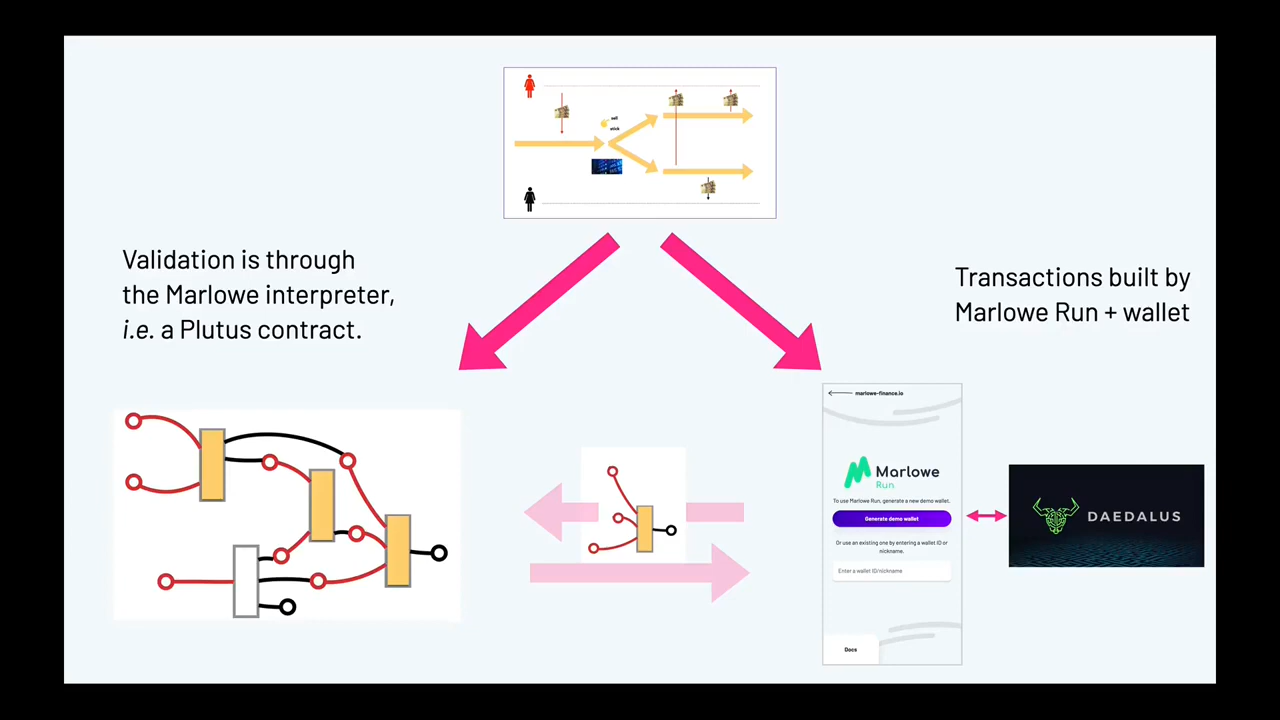 sell
stick
Validation is through
the Marlowe interpreter,
i.e. a Plutus contract.
Transactions built by
Marlowe Run + wallet
marlowe-finance.io
Marlowe
Run
To use Marlowe Run, generate a new demo wallet.
Generate demo wallet
Or use an existing one by entering a wallet ID or
nickname.
Enter a wallet ID/nickname
Docs
DAEDALUS